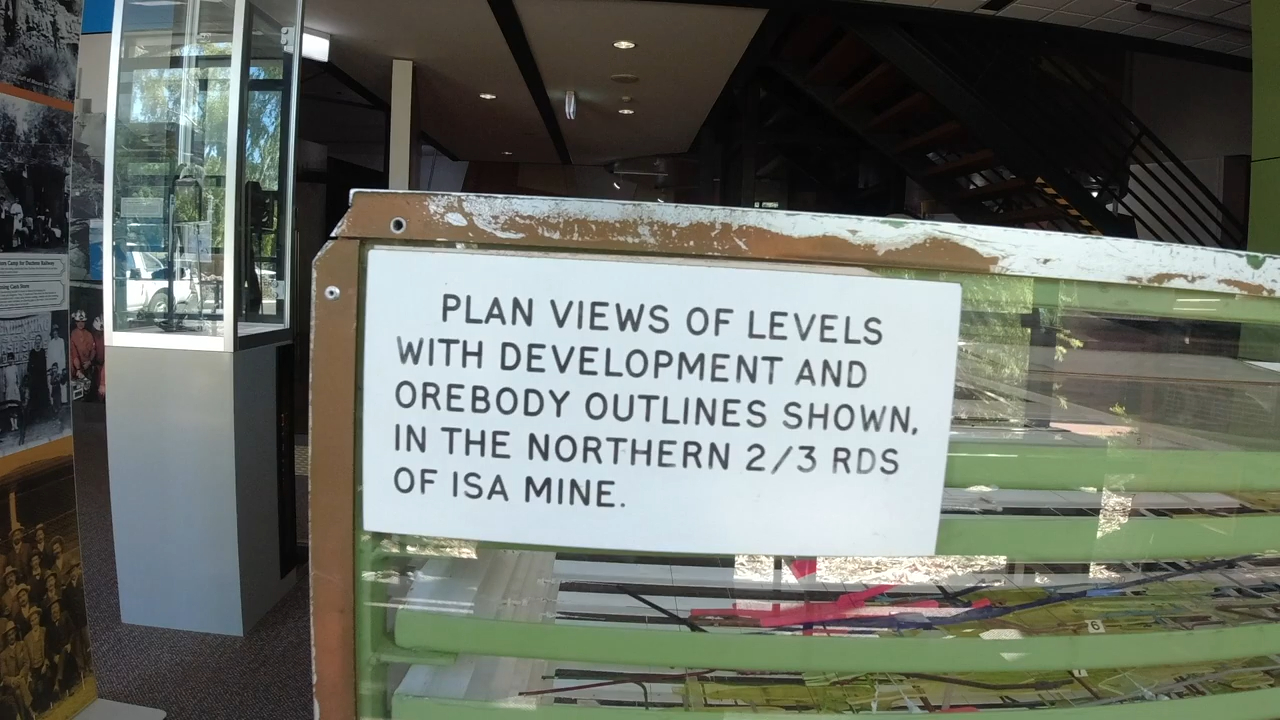 PLAN VIEWS OF LEVELS
WITH DEVELOPMENT AND
OREBODY OUTLINES SHOWN,
IN THE NORTHERN 2/3 RDS
OF ISA MINE.
6